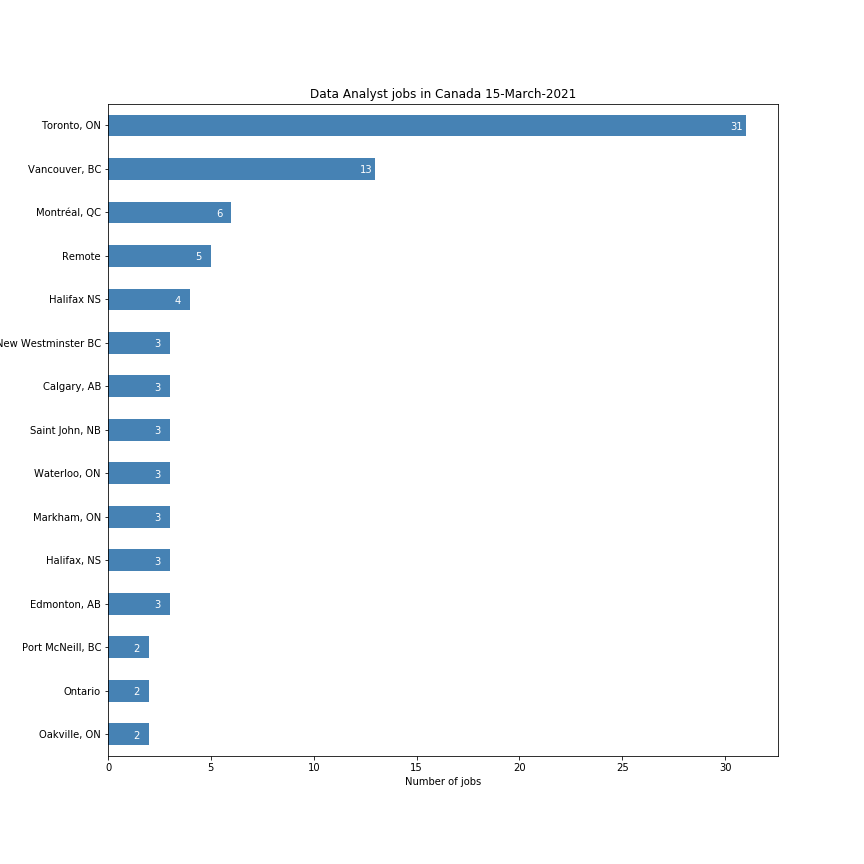 Data Analyst jobs in Canada 15-March-2021
Toronto, ON 31
Vancouver, BC 13
Montréal, QC 6
Remote 5
Halifax NS 4
New Westminster BC 3
Calgary, AB 3
Saint John, NB 3
Waterloo, ON 3
Markham, ON 3
Halifax, NS 3
Edmonton, AB 3
Port McNeill, BC 2
Ontario 2
Oakville, ON 2
0 5 10 15 20 25 30
Number of jobs